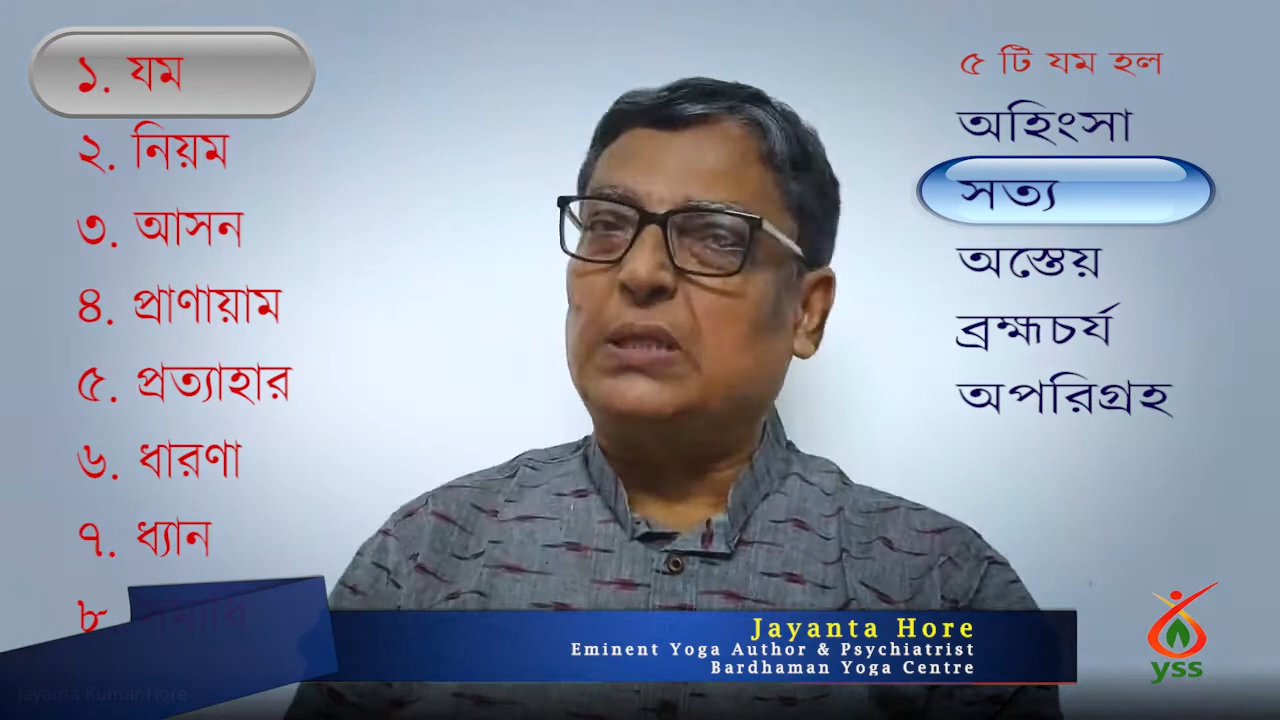 ১. যম
২. নিয়ম
৩. আসন
৪. প্রাণায়াম
৫. প্রত্যাহার
৬. ধারণা
৭. ধ্যান
৮.
৫ টি যম হল
অহিংসা
সত্য
অস্তেয়
ব্রহ্মচর্য
অপরিগ্রহ
Jayanta Hore
Eminent Yoga Author & Psychiatrist
Bardhaman Yoga Centre
Jayanta Kumar Hore
yss